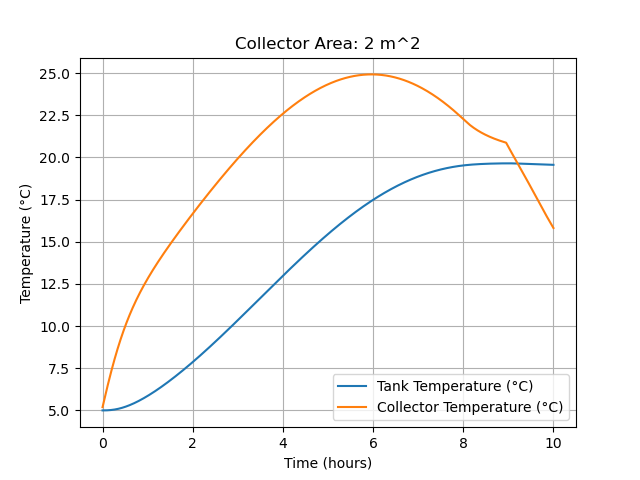 Collector Area: 2 m^2
Temperature (°C)
25.0
22.5
20.0
17.5
15.0
12.5
10.0
7.5
5.0
Tank Temperature (°C)
Collector Temperature (°C)
0 2 4 6 8 10
Time (hours)